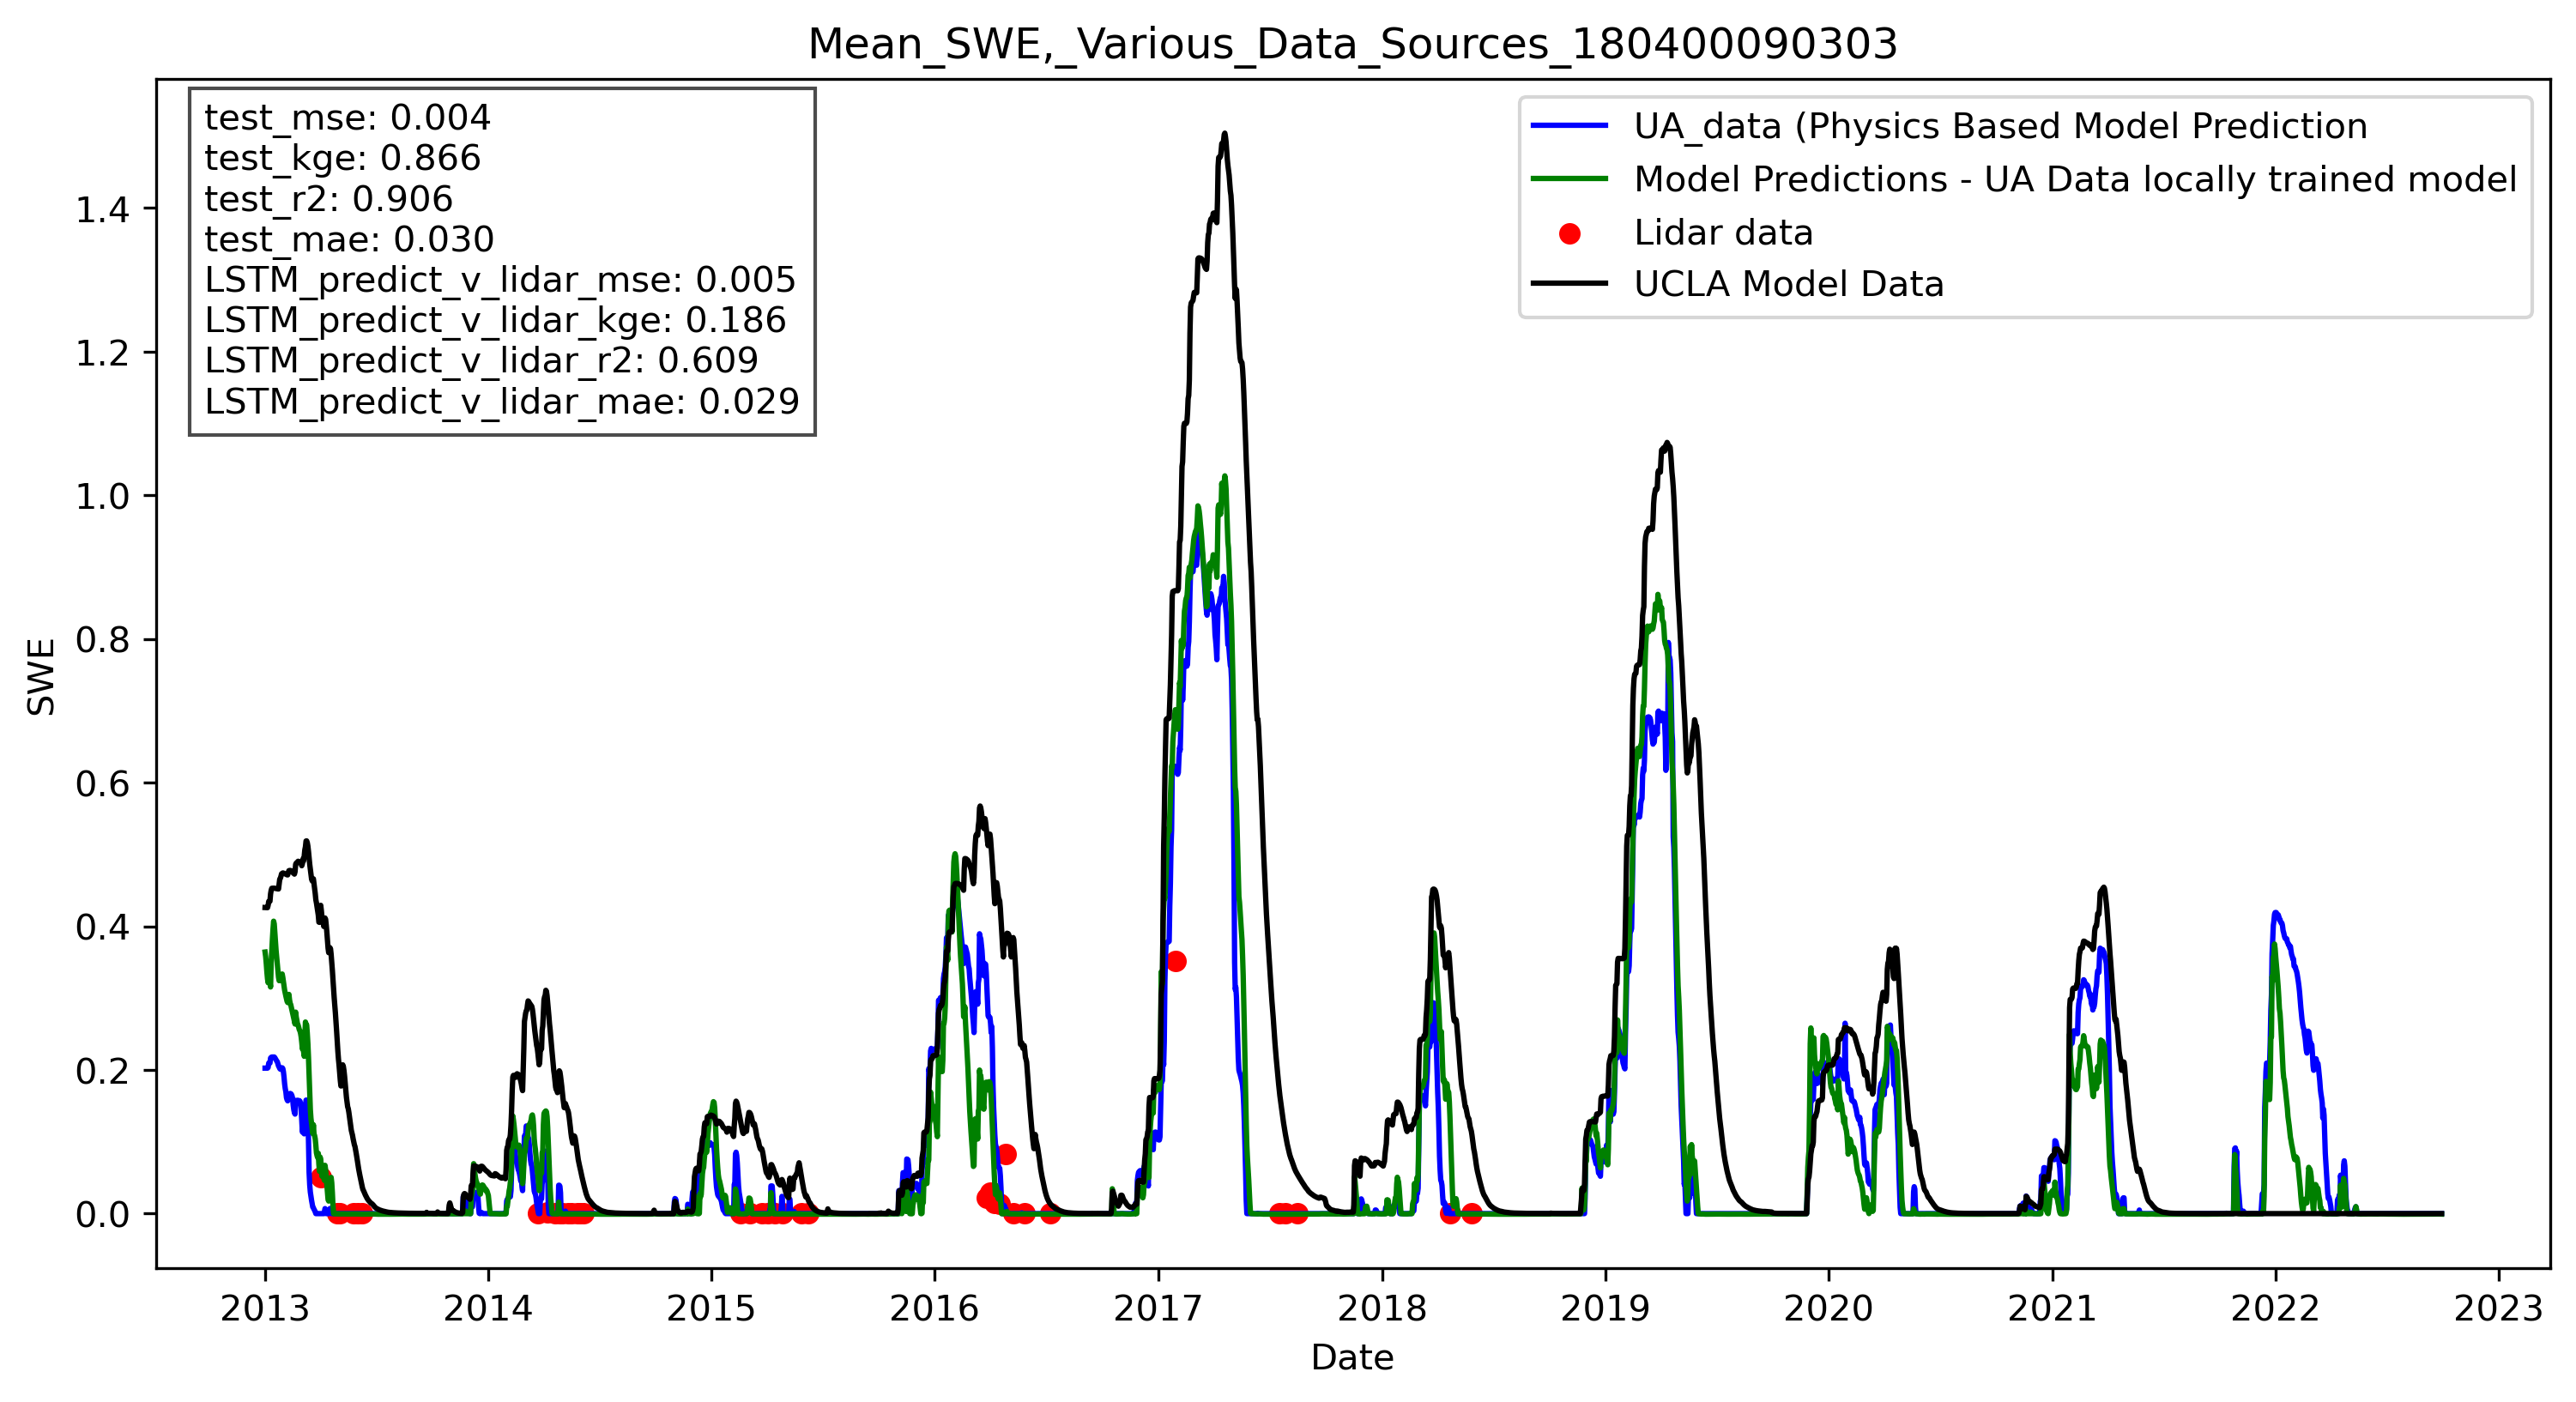 Mean_SWE,_Various_Data_Sources_180400090303
test_mse: 0.004
test_kge: 0.866
test_r2: 0.906
test_mae: 0.030
LSTM_predict_v_lidar_mse: 0.005
LSTM_predict_v_lidar_kge: 0.186
LSTM_predict_v_lidar_r2: 0.609
LSTM_predict_v_lidar_mae: 0.029
UA_data (Physics Based Model Prediction
Model Predictions - UA Data locally trained model
Lidar data
UCLA Model Data
SWE
1.4
1.2
1.0
0.8
0.6
0.4
0.2
0.0
2013 2014 2015 2016 2017 2018 2019 2020 2021 2022 2023
Date